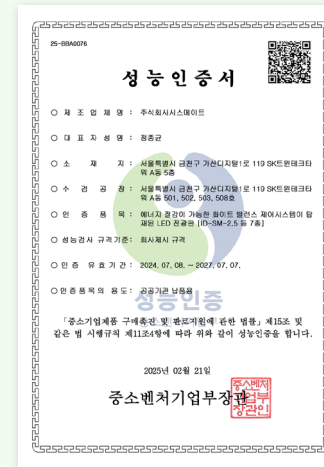 25-BBA0076
성능인증서
○ 제 조 업 체 명 : 주식회사시스메이트
○ 대 표 자 성 명 : 정종균
○ 소 재 지 : 서울특별시 금천구 가산디지털1로 119 SK트윈테크타
워 A동 5층
○ 수 검 공 장 : 서울특별시 금천구 가산디지털1로 119 SK트윈테크타
워 A동 501, 502, 503, 508호
○ 인 증 품 목 : 에너지 절감이 가능한 화이트 밸런스 제어시스템이 탑
재된 LED 전광판 [ID-SM-2.5 등 7종]
○ 성능검사 규격기준: 회사제시 규격
○ 인 증 유 효 기 간 : 2024. 07. 08. ~ 2027. 07. 07.
○ 인증품목의 용도: 공공기관 납품용
성능인증
「중소기업제품 구매촉진 및 판로지원에 관한 법률」제15조 및
같은 법 시행규칙 제11조4항에 따라 위와 같이 성능인증을 합니다.
2025년 02월 21일
중소벤처기업부장관
중소벤처
기업부
장관인